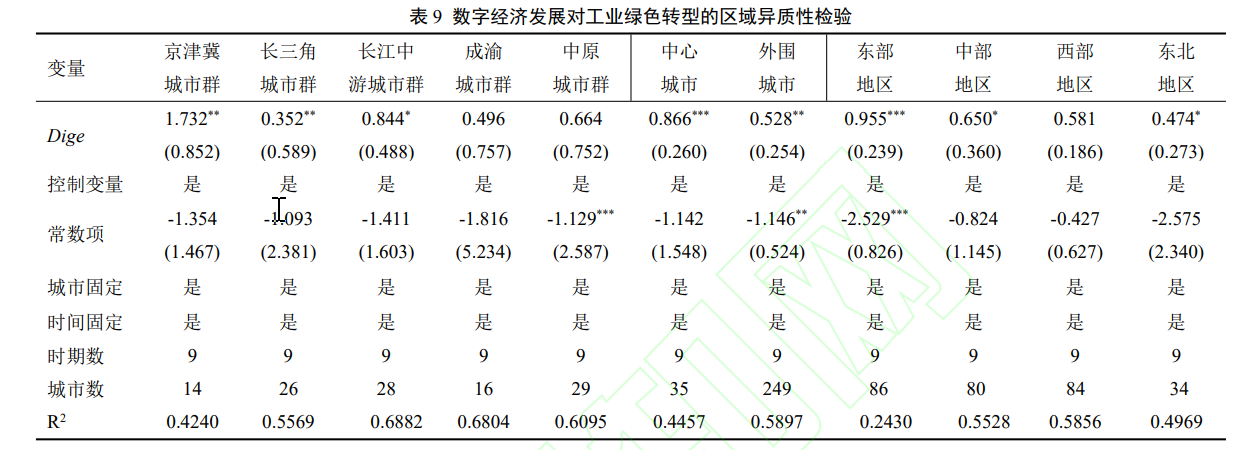 表 9 数字经济发展对工业绿色转型的区域异质性检验
变量 京津冀 长三角 长江中 成渝 中原 中心 外围 东部 中部 西部 东北
城市群 城市群 游城市群 城市群 城市群 城市 城市 地区 地区 地区 地区
Dige 1.732** 0.352** 0.844* 0.496 0.664 0.866*** 0.528** 0.955*** 0.650* 0.581 0.474*
(0.852) (0.589) (0.488) (0.757) (0.752) (0.260) (0.254) (0.239) (0.360) (0.186) (0.273)
控制变量 是 是 是 是 是 是 是 是 是 是 是
常数项 -1.354 -1.093 -1.411 -1.816 -1.129*** -1.142 -1.146** -2.529*** -0.824 -0.427 -2.575
(1.467) (2.381) (1.603) (5.234) (2.587) (1.548) (0.524) (0.826) (1.145) (0.627) (2.340)
城市固定 是 是 是 是 是 是 是 是 是 是 是
时间固定 是 是 是 是 是 是 是 是 是 是 是
时期数 9 9 9 9 9 9 9 9 9 9 9
城市数 14 26 28 16 29 35 249 86 80 84 34
R² 0.4240 0.5569 0.6882 0.6804 0.6095 0.4457 0.5897 0.2430 0.5528 0.5856 0.4969